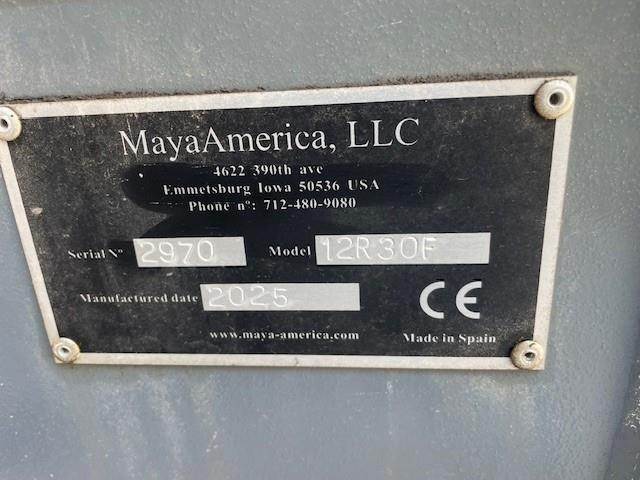 MayaAmerica, LLC
4622 390th ave
Emmetsburg Iowa 50536 USA
Phone nº: 712-480-9080
Serial Nº 2970 Model 12R30F
Manufactured date 2025 CE
www.maya-america.com Made in Spain